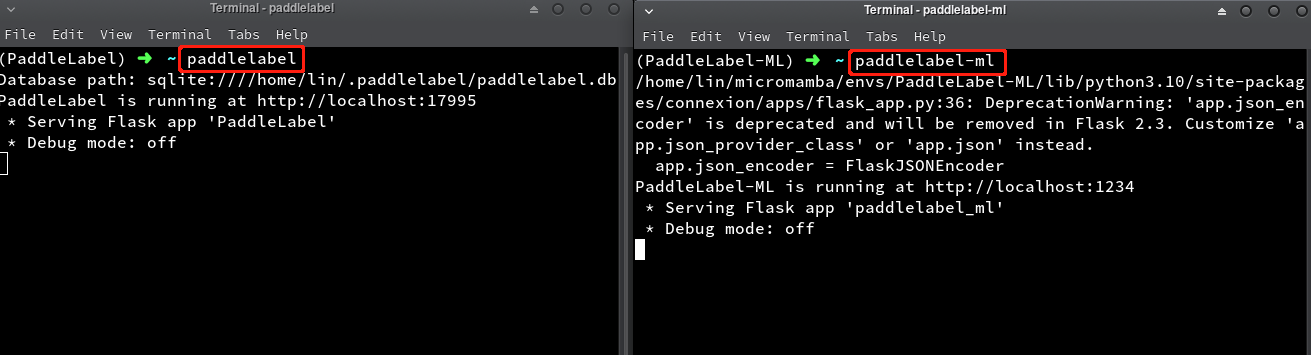 Terminal - paddlelabel
File Edit View Terminal Tabs Help
(PaddleLabel) ➜ ~ paddlelabel
Database path: sqlite:////home/lin/.paddlelabel/paddlelabel.db
PaddleLabel is running at http://localhost:17995
* Serving Flask app 'PaddleLabel'
* Debug mode: off
Terminal - paddlelabel-ml
File Edit View Terminal Tabs Help
(PaddleLabel-ML) ➜ ~ paddlelabel-ml
/home/lin/micromamba/envs/PaddleLabel-ML/lib/python3.10/site-packag
es/connexion/apps/flask_app.py:36: DeprecationWarning: 'app.json_en
coder' is deprecated and will be removed in Flask 2.3. Customize 'a
pp.json_provider_class' or 'app.json' instead.
app.json_encoder = FlaskJSONEncoder
PaddleLabel-ML is running at http://localhost:1234
* Serving Flask app 'paddlelabel_ml'
* Debug mode: off